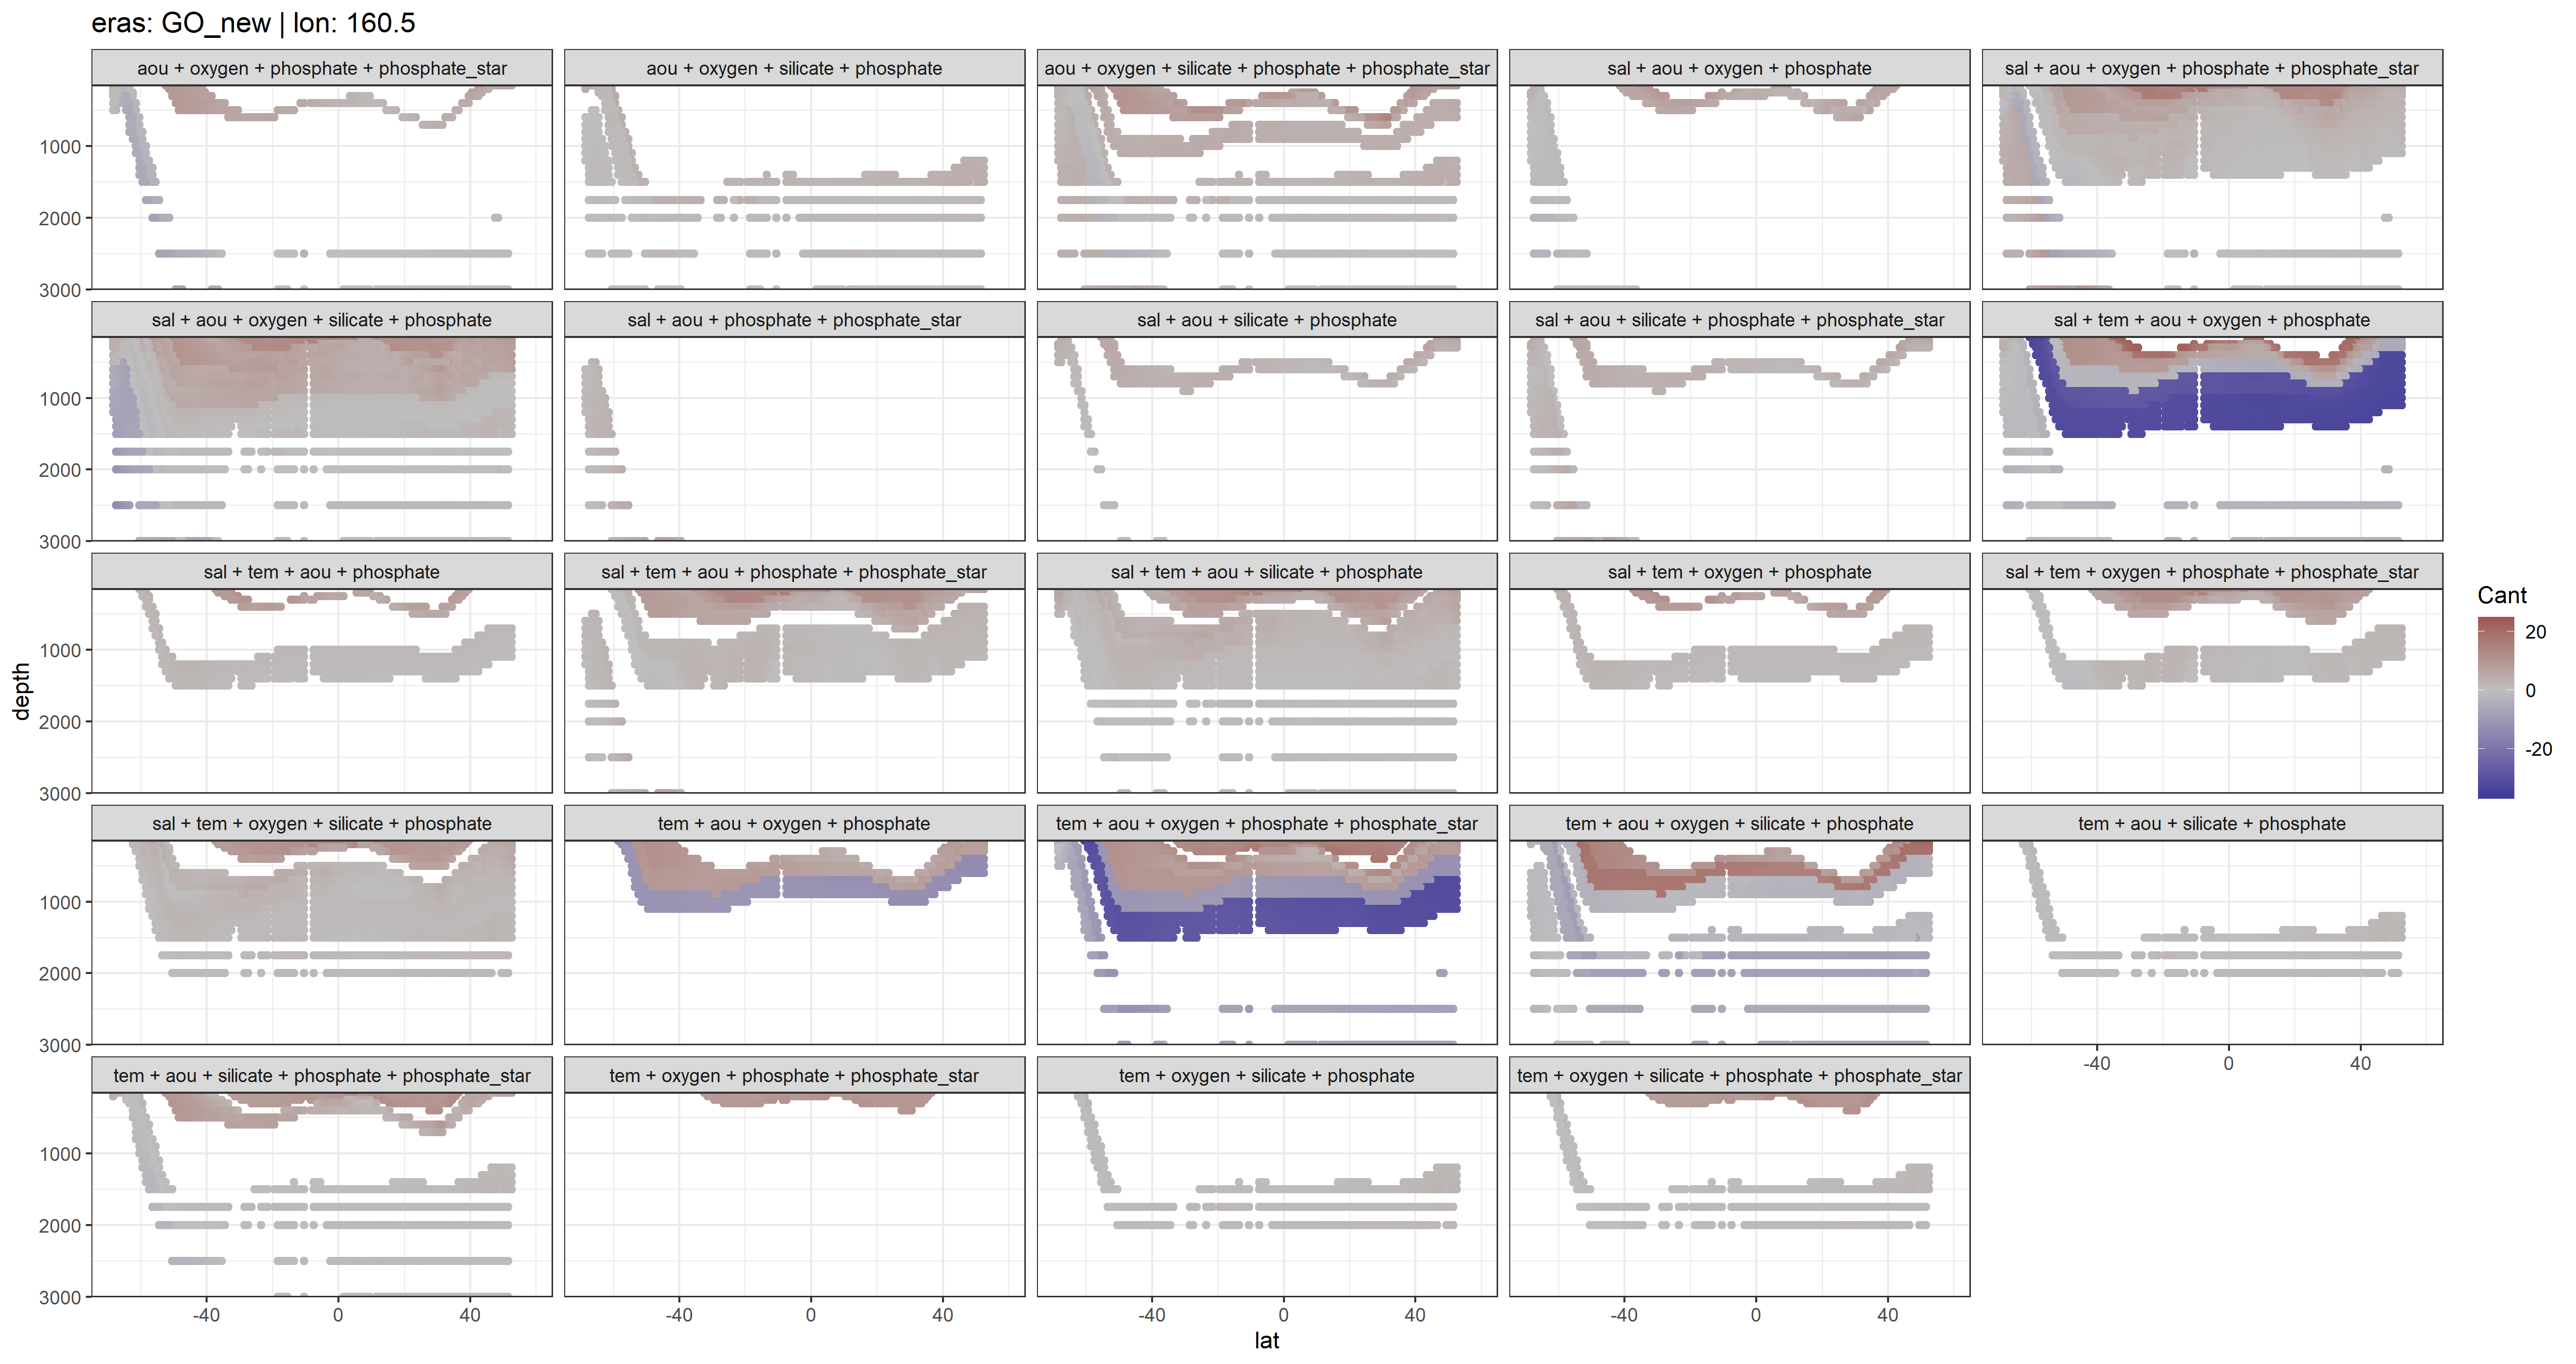 eras: GO_new | lon: 160.5
aou + oxygen + phosphate + phosphate_star
aou + oxygen + silicate + phosphate
aou + oxygen + silicate + phosphate + phosphate_star
sal + aou + oxygen + phosphate
sal + aou + oxygen + phosphate + phosphate_star
1000
2000
3000
sal + aou + oxygen + silicate + phosphate
sal + aou + phosphate + phosphate_star
sal + aou + silicate + phosphate
sal + aou + silicate + phosphate + phosphate_star
sal + tem + aou + oxygen + phosphate
1000
2000
3000
sal + tem + aou + phosphate
sal + tem + aou + phosphate + phosphate_star
sal + tem + aou + silicate + phosphate
sal + tem + oxygen + phosphate
sal + tem + oxygen + phosphate + phosphate_star
1000
2000
3000
depth
Cant
20
0
-20
sal + tem + oxygen + silicate + phosphate
tem + aou + oxygen + phosphate
tem + aou + oxygen + phosphate + phosphate_star
tem + aou + oxygen + silicate + phosphate
tem + aou + silicate + phosphate
1000
2000
3000
-40 0 40
tem + aou + silicate + phosphate + phosphate_star
tem + oxygen + phosphate + phosphate_star
tem + oxygen + silicate + phosphate
tem + oxygen + silicate + phosphate + phosphate_star
1000
2000
3000
-40 0 40
-40 0 40
-40 0 40
-40 0 40
lat